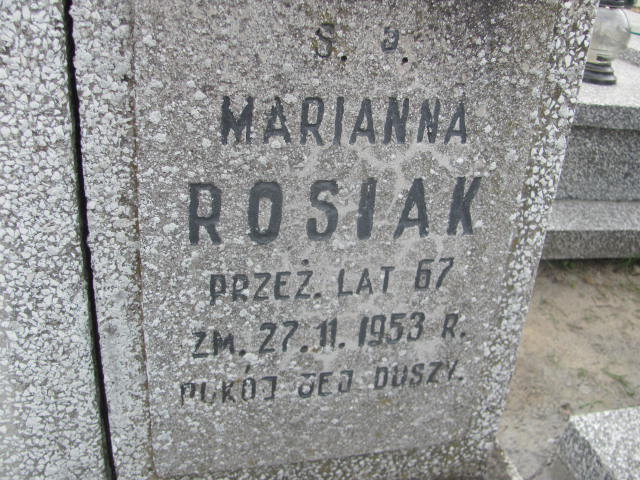 Ś. J.
MARIANNA
ROSIAK
PRZEŻ. LAT 67
ZM. 27.11.1953 R.
POKÓJ JEJ DUSZY.